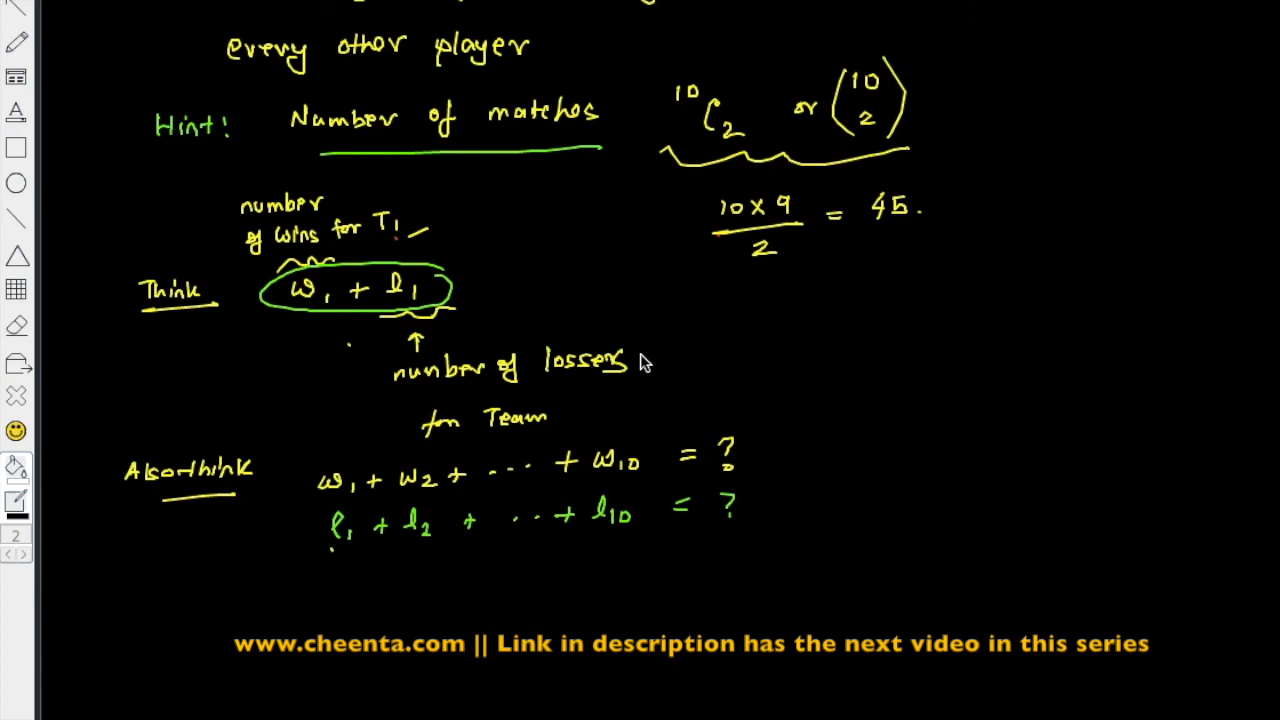 every other player
Hint! Number of matches ¹⁰C₂ or (10 2)
10 × 9 / 2 = 45.
number
of wins for T!
Think w₁ + l₁
↑
number of lossers
for Team
Also think w₁ + w₂ + ... + w₁₀ = ?
l₁ + l₂ + ... + l₁₀ = ?
2
www.cheenta.com || Link in description has the next video in this series